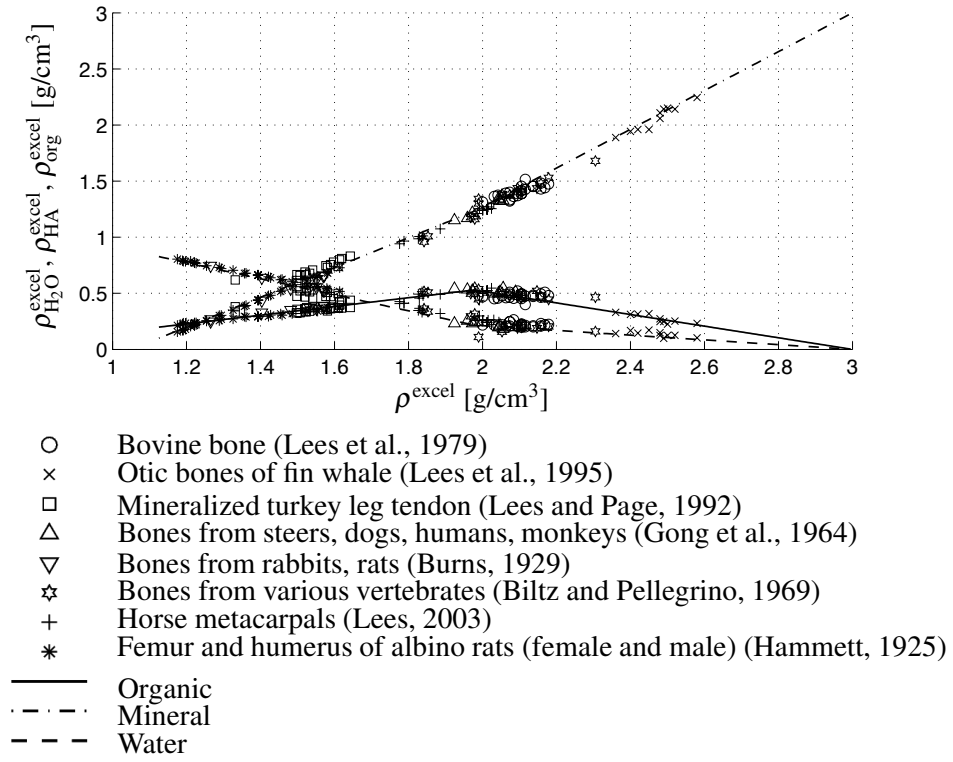 ρ^excel_H₂O, ρ^excel_HA, ρ^excel_org [g/cm³]
3
2.5
2
1.5
1
0.5
0
1 1.2 1.4 1.6 1.8 2 2.2 2.4 2.6 2.8 3
ρ^excel [g/cm³]
Bovine bone (Lees et al., 1979)
Otic bones of fin whale (Lees et al., 1995)
Mineralized turkey leg tendon (Lees and Page, 1992)
Bones from steers, dogs, humans, monkeys (Gong et al., 1964)
Bones from rabbits, rats (Burns, 1929)
Bones from various vertebrates (Biltz and Pellegrino, 1969)
Horse metacarpals (Lees, 2003)
Femur and humerus of albino rats (female and male) (Hammett, 1925)
Organic
Mineral
Water